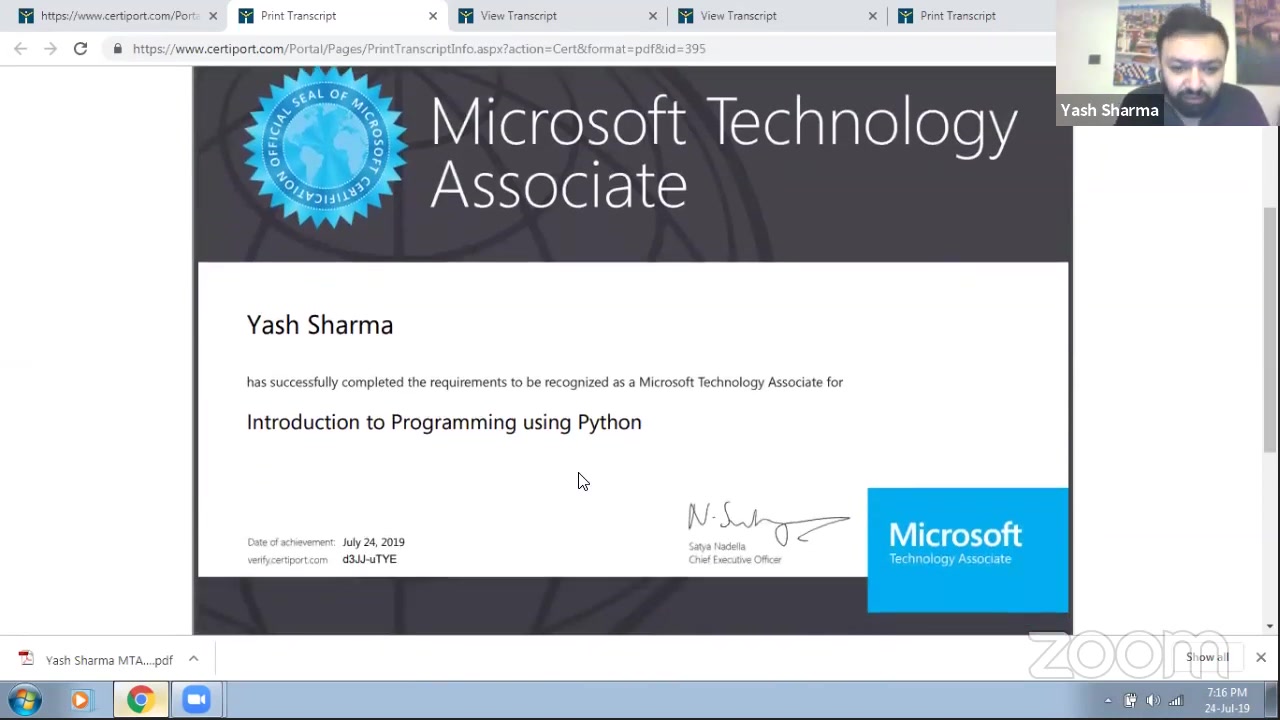 https://www.certiport.com/Porta
Print Transcript
View Transcript
View Transcript
Print Transcript
https://www.certiport.com/Portal/Pages/PrintTranscriptInfo.aspx?action=Cert&format=pdf&id=395
Yash Sharma
OFFICIAL SEAL OF MICROSOFT CERTIFICATION
Microsoft Technology
Associate
Yash Sharma
has successfully completed the requirements to be recognized as a Microsoft Technology Associate for
Introduction to Programming using Python
Date of achievement: July 24, 2019
verify.certiport.com d3JJ-uTYE
Satya Nadella
Chief Executive Officer
Microsoft
Technology Associate
Yash Sharma MTA....pdf
zoom
Show all
7:16 PM
24-Jul-19